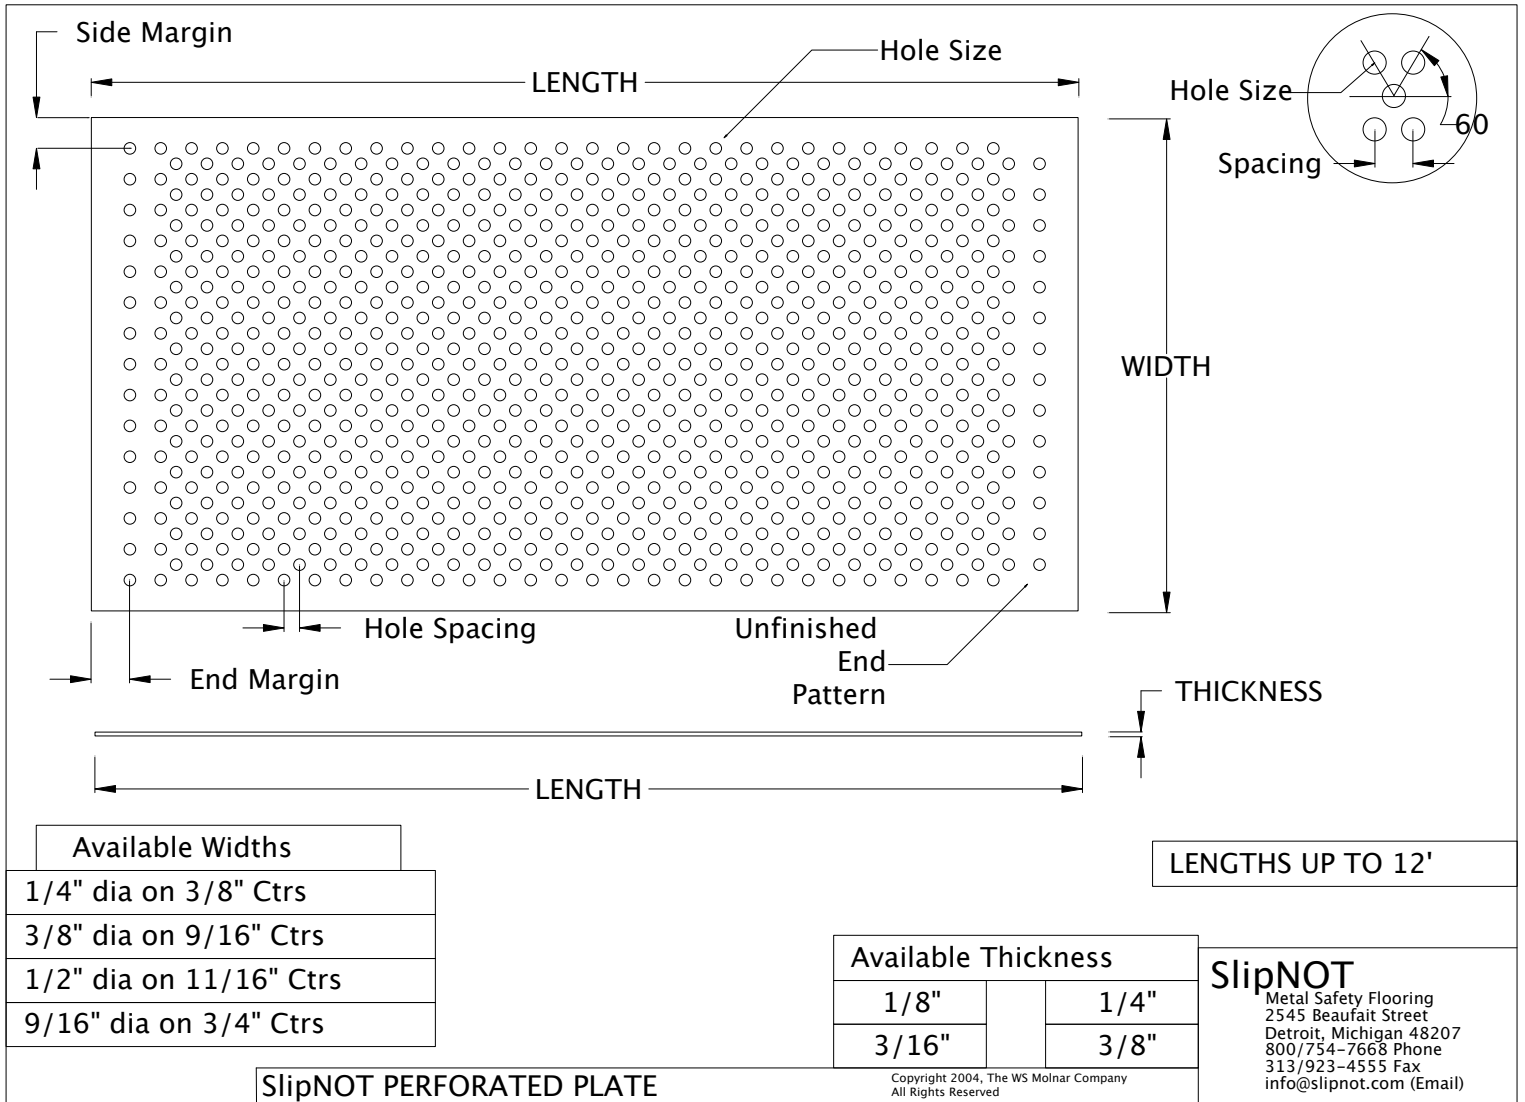 Side Margin
LENGTH
Hole Size
Hole Size
60
Spacing
WIDTH
Hole Spacing
Unfinished
End
Pattern
End Margin
THICKNESS
LENGTH
Available Widths
1/4" dia on 3/8" Ctrs
3/8" dia on 9/16" Ctrs
1/2" dia on 11/16" Ctrs
9/16" dia on 3/4" Ctrs
LENGTHS UP TO 12'
Available Thickness
1/8" 1/4"
3/16" 3/8"
SlipNOT
Metal Safety Flooring
2545 Beaufait Street
Detroit, Michigan 48207
800/754-7668 Phone
313/923-4555 Fax
info@slipnot.com (Email)
SlipNOT PERFORATED PLATE
Copyright 2004, The WS Molnar Company
All Rights Reserved